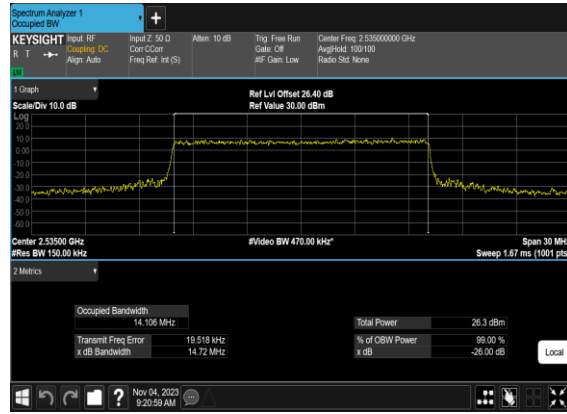 Spectrum Analyzer 1
Occupied BW
+
KEYSIGHT Input: RF Input Z: 50 Ω Atten: 10 dB Trig: Free Run Center Freq: 2.535000000 GHz
R T Coupling: DC Corr CCorr Gate: Off Avg|Hold: 100/100
Align: Auto Freq Ref: Int (S) #IF Gain: Low Radio Std: None
LW
1 Graph Ref Lvl Offset 26.40 dB
Scale/Div 10.0 dB Ref Value 30.00 dBm
Log
20.0
10.0
0.00
-10.0
-20.0
-30.0
-40.0
-50.0
-60.0
Center 2.53500 GHz #Video BW 470.00 kHz* Span 30 MHz
#Res BW 150.00 kHz Sweep 1.67 ms (1001 pts)
2 Metrics
Occupied Bandwidth
14.106 MHz Total Power 26.3 dBm
Transmit Freq Error 19.518 kHz % of OBW Power 99.00 %
x dB Bandwidth 14.72 MHz x dB -26.00 dB
Local
? Nov 04, 2023
9:20:59 AM